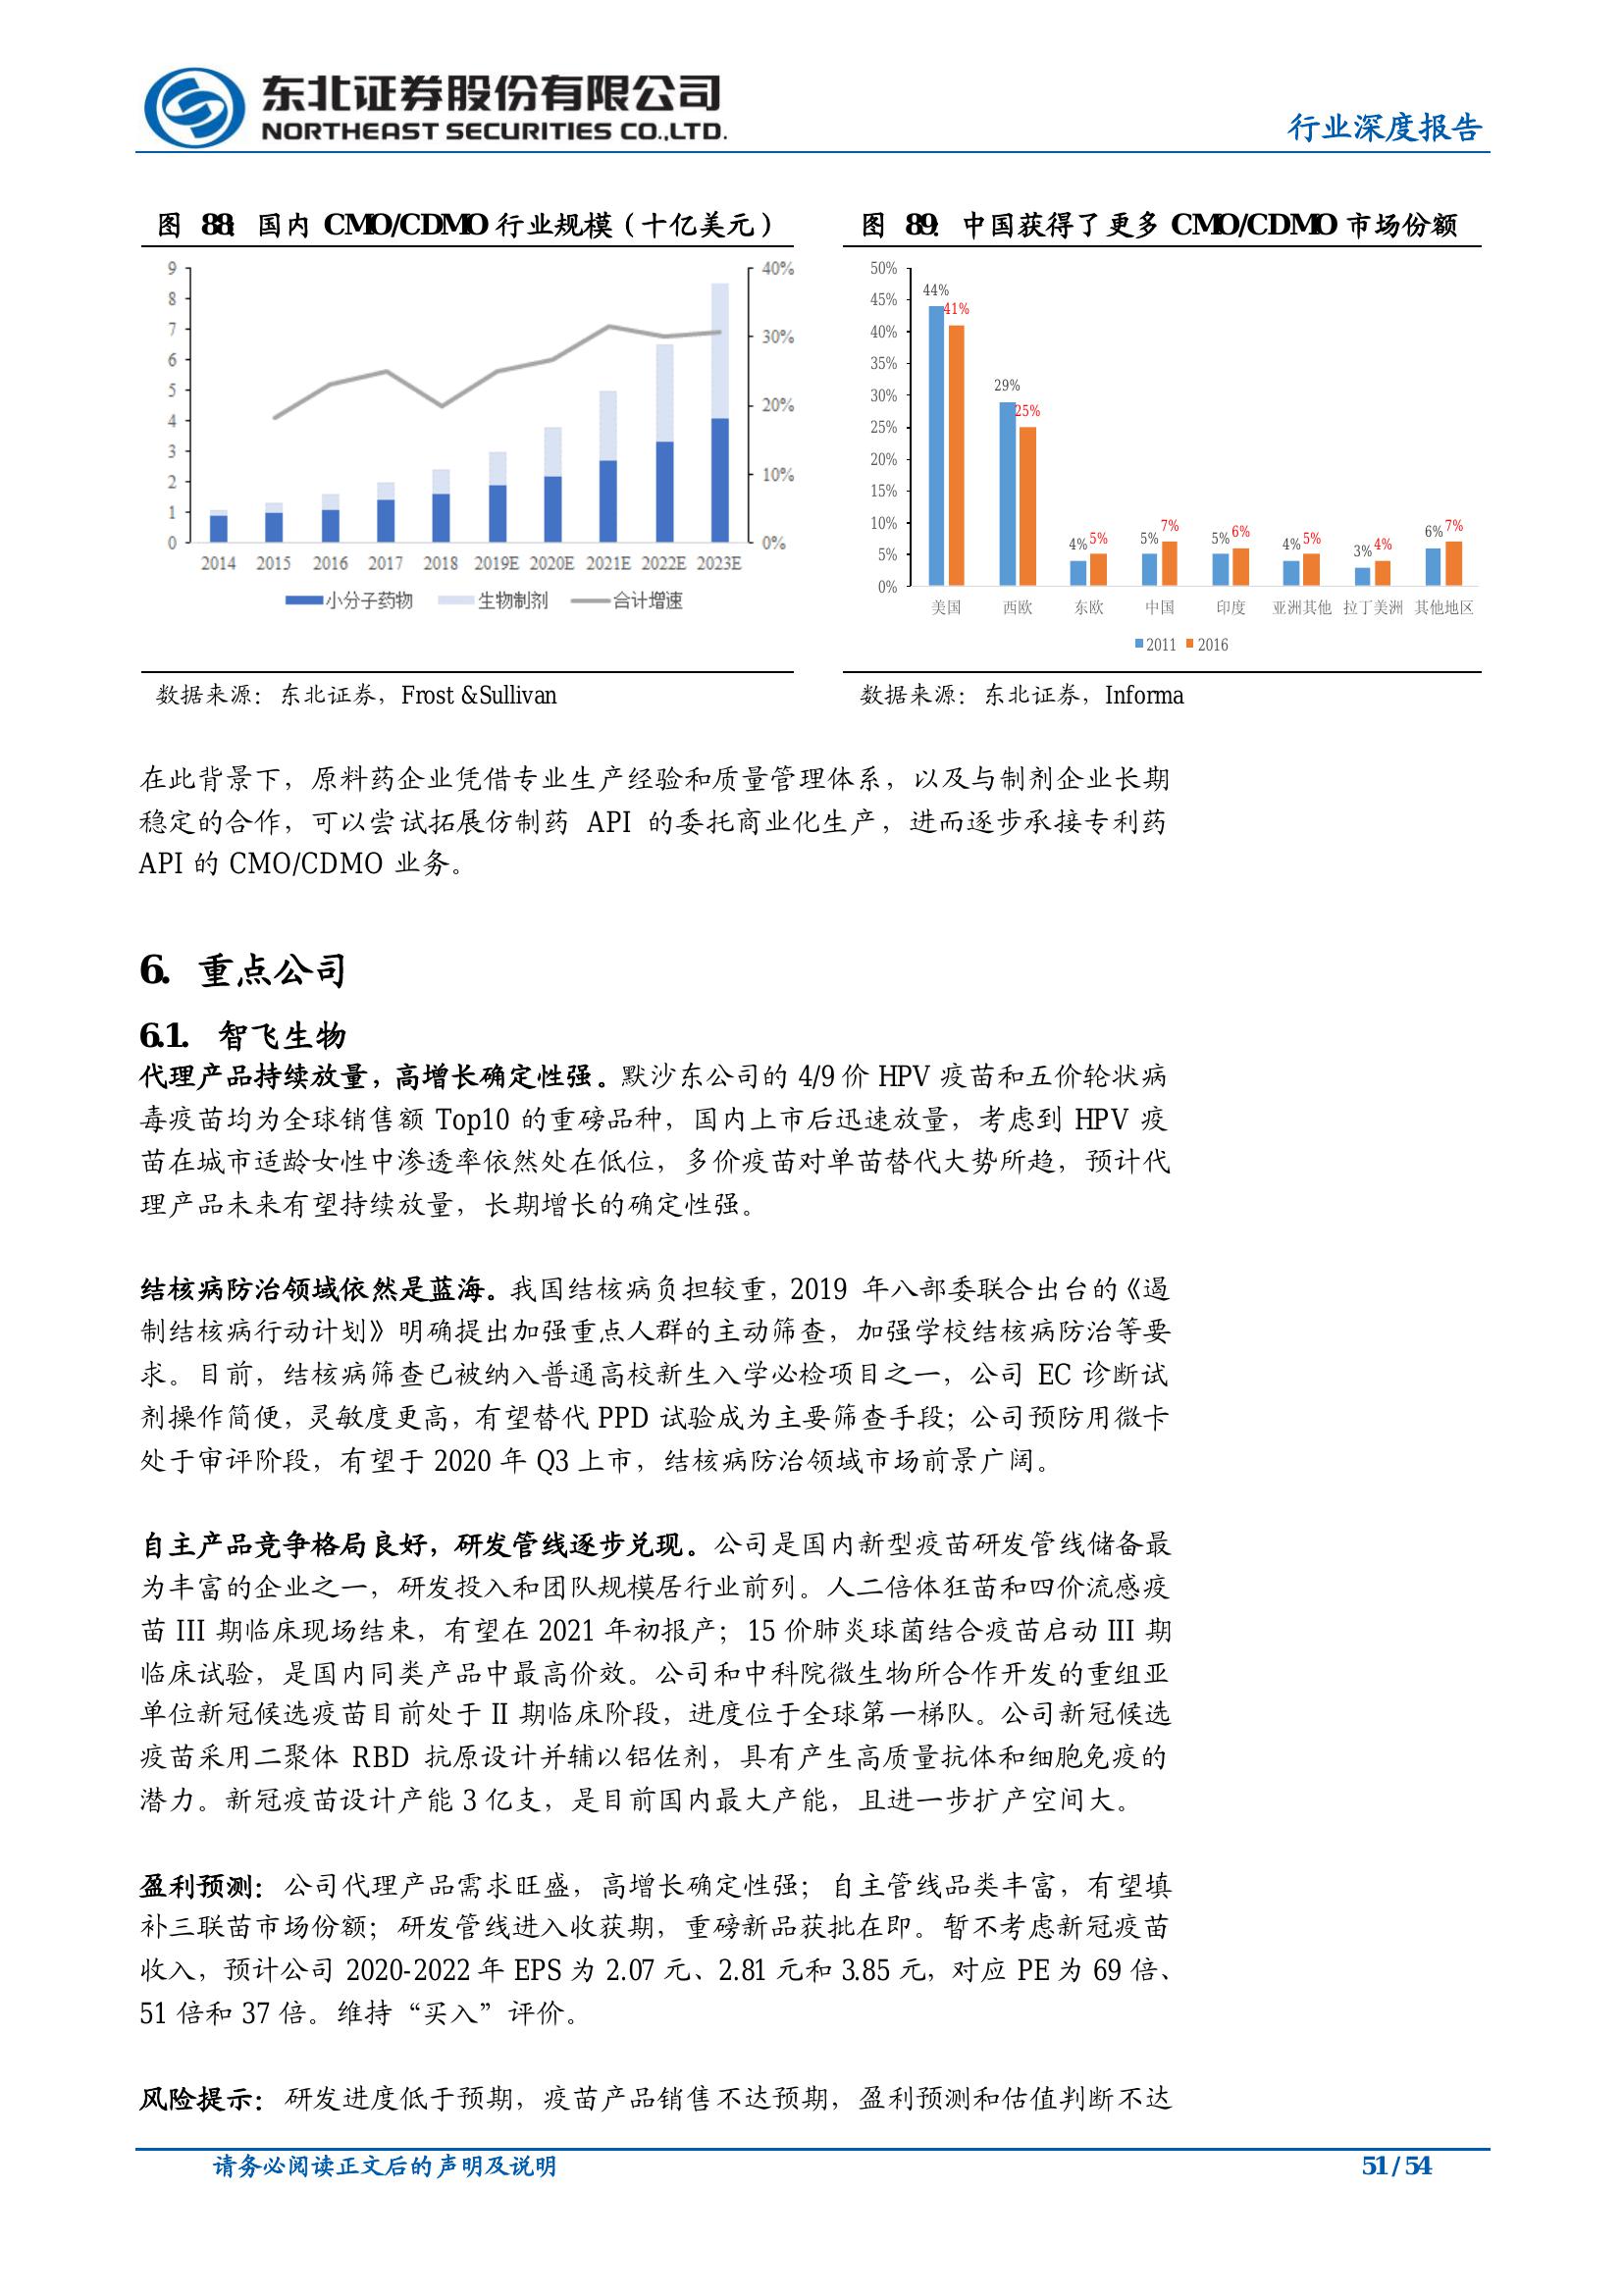 东北证券股份有限公司
NORTHEAST SECURITIES CO.,LTD.
行业深度报告
图 88:国内 CMO/CDMO 行业规模(十亿美元)
9
8
7
6
5
4
3
2
1
0
40%
30%
20%
10%
0%
2014 2015 2016 2017 2018 2019E 2020E 2021E 2022E 2023E
小分子药物 生物制剂 合计增速
数据来源:东北证券,Frost &Sullivan
图 89:中国获得了更多 CMO/CDMO 市场份额
50%
45%
40%
35%
30%
25%
20%
15%
10%
5%
0%
44% 41%
29% 25%
4% 5%
5% 7%
5% 6%
4% 5%
3% 4%
6% 7%
美国 西欧 东欧 中国 印度 亚洲其他 拉丁美洲 其他地区
2011 2016
数据来源:东北证券,Informa
在此背景下,原料药企业凭借专业生产经验和质量管理体系,以及与制剂企业长期
稳定的合作,可以尝试拓展仿制药 API 的委托商业化生产,进而逐步承接专利药
API 的 CMO/CDMO 业务。
6. 重点公司
6.1. 智飞生物
代理产品持续放量,高增长确定性强。默沙东公司的 4/9 价 HPV 疫苗和五价轮状病
毒疫苗均为全球销售额 Top10 的重磅品种,国内上市后迅速放量,考虑到 HPV 疫
苗在城市适龄女性中渗透率依然处在低位,多价疫苗对单苗替代大势所趋,预计代
理产品未来有望持续放量,长期增长的确定性强。
结核病防治领域依然是蓝海。我国结核病负担较重,2019 年八部委联合出台的《遏
制结核病行动计划》明确提出加强重点人群的主动筛查,加强学校结核病防治等要
求。目前,结核病筛查已被纳入普通高校新生入学必检项目之一,公司 EC 诊断试
剂操作简便,灵敏度更高,有望替代 PPD 试验成为主要筛查手段;公司预防用微卡
处于审评阶段,有望于 2020 年 Q3 上市,结核病防治领域市场前景广阔。
自主产品竞争格局良好,研发管线逐步兑现。公司是国内新型疫苗研发管线储备最
为丰富的企业之一,研发投入和团队规模居行业前列。人二倍体狂苗和四价流感疫
苗 III 期临床现场结束,有望在 2021 年初报产;15 价肺炎球菌结合疫苗启动 III 期
临床试验,是国内同类产品中最高价效。公司和中科院微生物所合作开发的重组亚
单位新冠候选疫苗目前处于 II 期临床阶段,进度位于全球第一梯队。公司新冠候选
疫苗采用二聚体 RBD 抗原设计并辅以铝佐剂,具有产生高质量抗体和细胞免疫的
潜力。新冠疫苗设计产能 3 亿支,是目前国内最大产能,且进一步扩产空间大。
盈利预测:公司代理产品需求旺盛,高增长确定性强;自主管线品类丰富,有望填
补三联苗市场份额;研发管线进入收获期,重磅新品获批在即。暂不考虑新冠疫苗
收入,预计公司 2020-2022 年 EPS 为 2.07 元、2.81 元和 3.85 元,对应 PE 为 69 倍、
51 倍和 37 倍。维持“买入”评价。
风险提示:研发进度低于预期,疫苗产品销售不达预期,盈利预测和估值判断不达
请务必阅读正文后的声明及说明
51 / 54